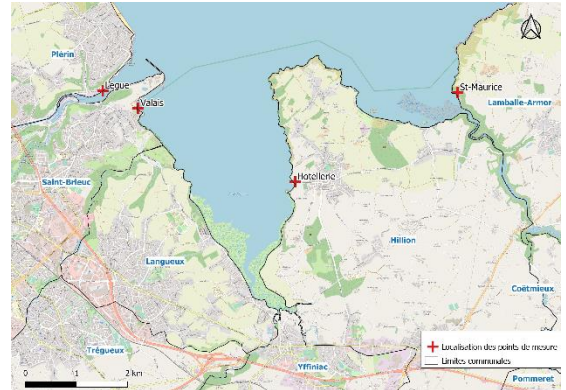 Plérin
Légué
Valais
St-Maurice
Lamballe-Armor
Saint-Brieuc
Hotellerie
Langueux
Hillion
Coëtmieux
Trégueux
Yffiniac
Pommeret
Localisation des points de mesure
Limites communales
0 1 2 km